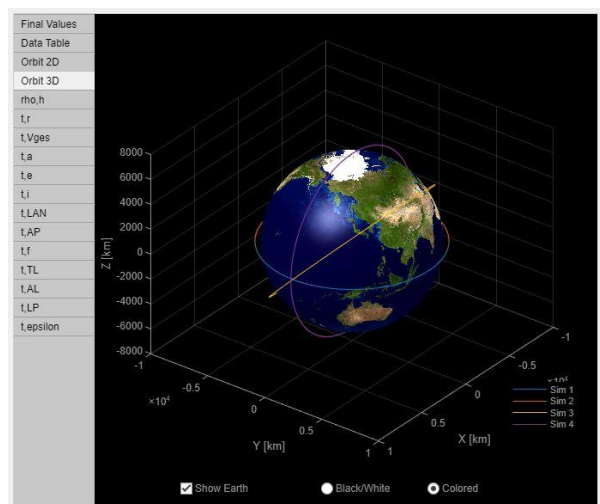 Final Values
Data Table
Orbit 2D
Orbit 3D
rho,h
t,r
t,Vges
t,a
t,e
t,i
t,LAN
t,AP
t,f
t,TL
t,AL
t,LP
t,epsilon
8000
6000
4000
2000
0
-2000
-4000
-6000
-8000
Z [km]
-1
-0.5
×10⁴
0
0.5
1
Y [km]
-1
-0.5
0
0.5
1
X [km]
Sim 1
Sim 2
Sim 3
Sim 4
Show Earth
Black/White
Colored